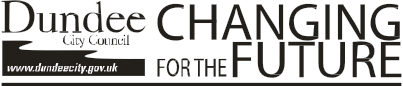 Dundee
City Council
www.dundeecity.gov.uk
CHANGING
FOR THE FUTURE